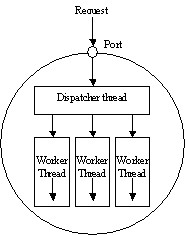 Request
Port
Dispatcher thread
Worker Worker Worker
Thread Thread Thread